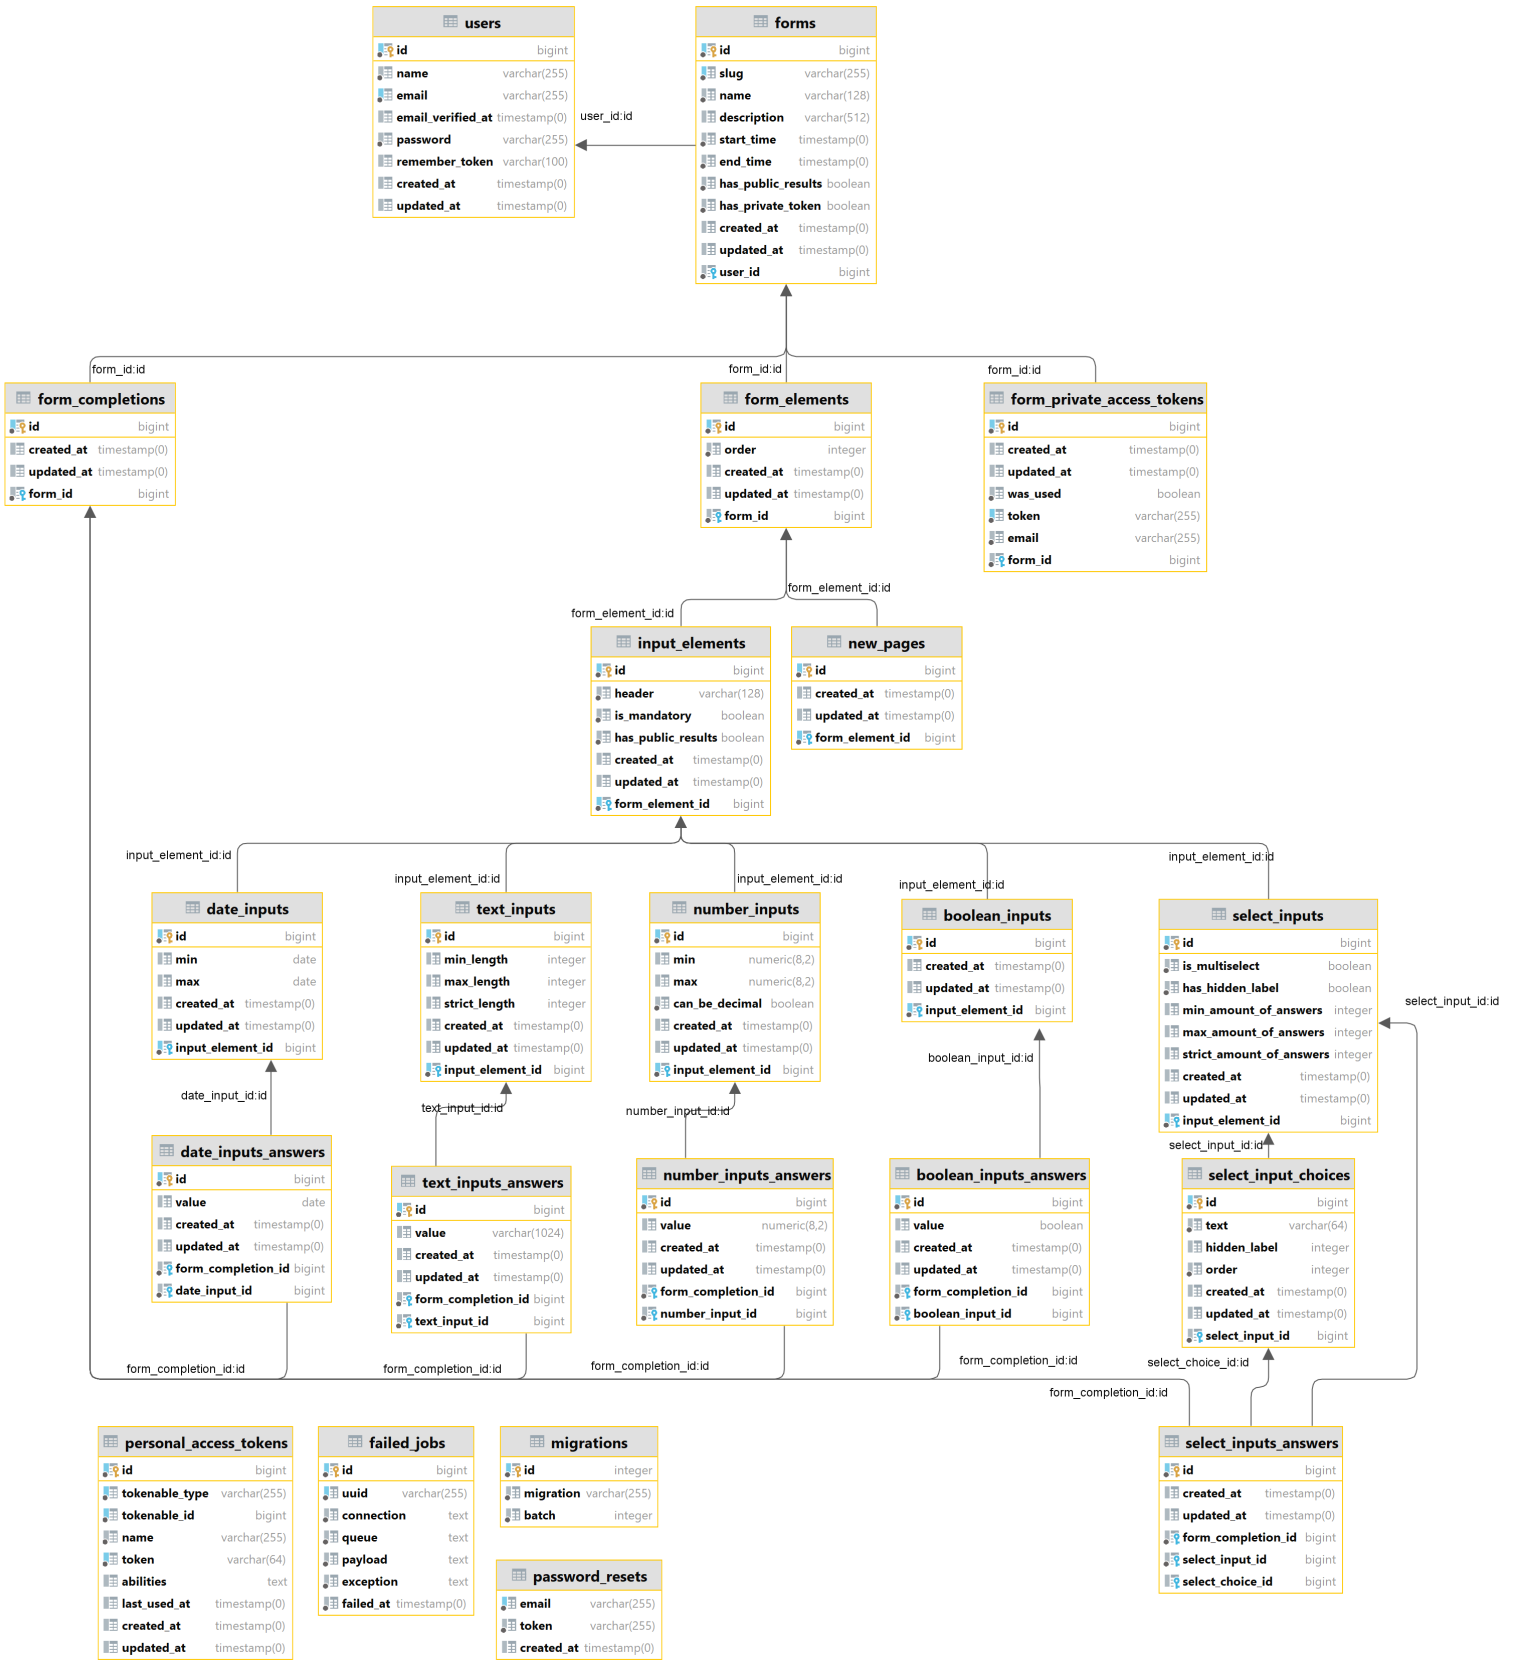 users
id bigint
name varchar(255)
email varchar(255)
email_verified_at timestamp(0)
password varchar(255)
remember_token varchar(100)
created_at timestamp(0)
updated_at timestamp(0)
user_id:id
forms
id bigint
slug varchar(255)
name varchar(128)
description varchar(512)
start_time timestamp(0)
end_time timestamp(0)
has_public_results boolean
has_private_token boolean
created_at timestamp(0)
updated_at timestamp(0)
user_id bigint
form_id:id
form_id:id
form_id:id
form_completions
id bigint
created_at timestamp(0)
updated_at timestamp(0)
form_id bigint
form_elements
id bigint
order integer
created_at timestamp(0)
updated_at timestamp(0)
form_id bigint
form_private_access_tokens
id bigint
created_at timestamp(0)
updated_at timestamp(0)
was_used boolean
token varchar(255)
email varchar(255)
form_id bigint
form_element_id:id
form_element_id:id
input_elements
id bigint
header varchar(128)
is_mandatory boolean
has_public_results boolean
created_at timestamp(0)
updated_at timestamp(0)
form_element_id bigint
new_pages
id bigint
created_at timestamp(0)
updated_at timestamp(0)
form_element_id bigint
input_element_id:id
input_element_id:id
input_element_id:id
input_element_id:id
input_element_id:id
date_inputs
id bigint
min date
max date
created_at timestamp(0)
updated_at timestamp(0)
input_element_id bigint
text_inputs
id bigint
min_length integer
max_length integer
strict_length integer
created_at timestamp(0)
updated_at timestamp(0)
input_element_id bigint
number_inputs
id bigint
min numeric(8,2)
max numeric(8,2)
can_be_decimal boolean
created_at timestamp(0)
updated_at timestamp(0)
input_element_id bigint
boolean_inputs
id bigint
created_at timestamp(0)
updated_at timestamp(0)
input_element_id bigint
select_inputs
id bigint
is_multiselect boolean
has_hidden_label boolean
min_amount_of_answers integer
max_amount_of_answers integer
strict_amount_of_answers integer
created_at timestamp(0)
updated_at timestamp(0)
input_element_id bigint
select_input_id:id
date_input_id:id
text_input_id:id
number_input_id:id
boolean_input_id:id
select_input_id:id
date_inputs_answers
id bigint
value date
created_at timestamp(0)
updated_at timestamp(0)
form_completion_id bigint
date_input_id bigint
text_inputs_answers
id bigint
value varchar(1024)
created_at timestamp(0)
updated_at timestamp(0)
form_completion_id bigint
text_input_id bigint
number_inputs_answers
id bigint
value numeric(8,2)
created_at timestamp(0)
updated_at timestamp(0)
form_completion_id bigint
number_input_id bigint
boolean_inputs_answers
id bigint
value boolean
created_at timestamp(0)
updated_at timestamp(0)
form_completion_id bigint
boolean_input_id bigint
select_input_choices
id bigint
text varchar(64)
hidden_label integer
order integer
created_at timestamp(0)
updated_at timestamp(0)
select_input_id bigint
form_completion_id:id
form_completion_id:id
form_completion_id:id
form_completion_id:id
select_choice_id:id
form_completion_id:id
personal_access_tokens
id bigint
tokenable_type varchar(255)
tokenable_id bigint
name varchar(255)
token varchar(64)
abilities text
last_used_at timestamp(0)
created_at timestamp(0)
updated_at timestamp(0)
failed_jobs
id bigint
uuid varchar(255)
connection text
queue text
payload text
exception text
failed_at timestamp(0)
migrations
id integer
migration varchar(255)
batch integer
password_resets
email varchar(255)
token varchar(255)
created_at timestamp(0)
select_inputs_answers
id bigint
created_at timestamp(0)
updated_at timestamp(0)
form_completion_id bigint
select_input_id bigint
select_choice_id bigint